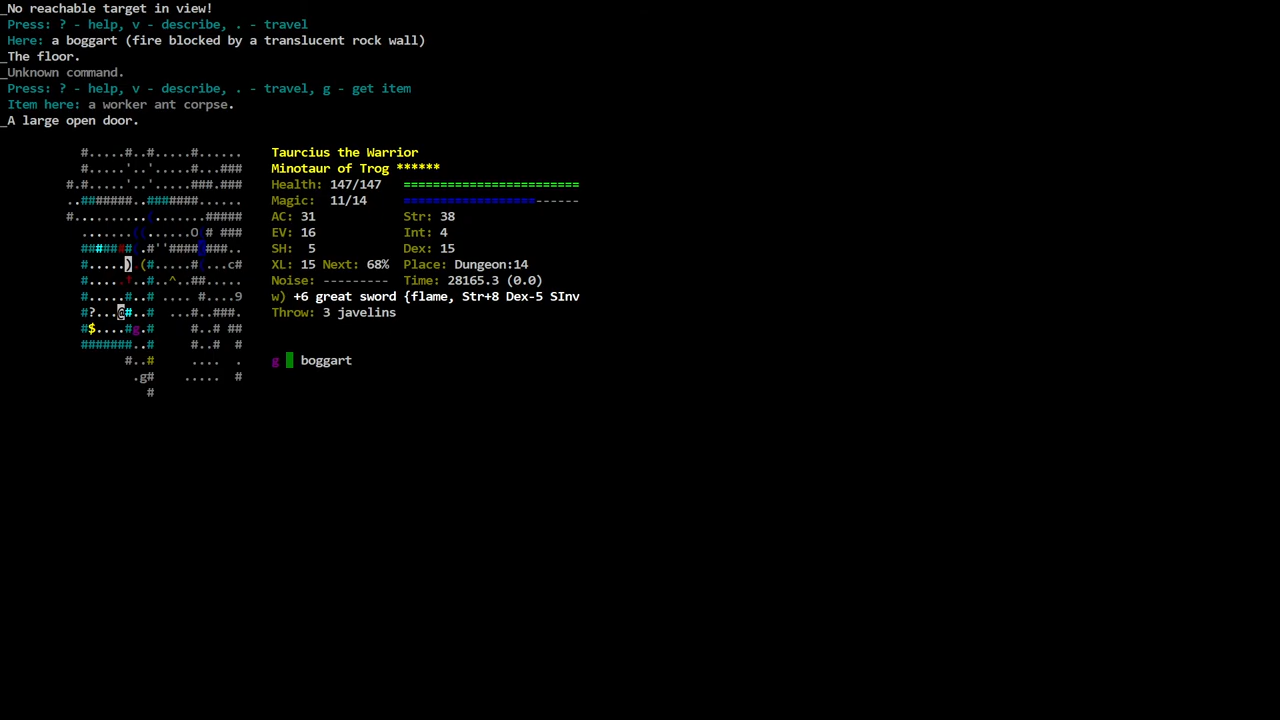 _No reachable target in view!
Press: ? - help, v - describe, . - travel
Here: a boggart (fire blocked by a translucent rock wall)
_The floor.
_Unknown command.
Press: ? - help, v - describe, . - travel, g - get item
Item here: a worker ant corpse.
_A large open door.
#.....#..#.....#...... Taurcius the Warrior
#.....'..'.....#...### Minotaur of Trog ******
#.#.....'..'.....###.### Health: 147/147 ========================
..#######..#######...... Magic: 11/14 ==================------
#.........(.......##### AC: 31 Str: 38
.......((......O(# ### EV: 16 Int: 4
######(.#''#### ###.. SH: 5 Dex: 15
#.....).(#.....#(...c# XL: 15 Next: 68% Place: Dungeon:14
#.....!..#..^..##..... Noise: --------- Time: 28165.3 (0.0)
#.....#..# .... #....9 w) +6 great sword {flame, Str+8 Dex-5 SInv
#?...@#..# ...#..###. Throw: 3 javelins
#$....#g.# #..# ##
#######..# #..# #
#..# .... . g boggart
.g# ..... #
#